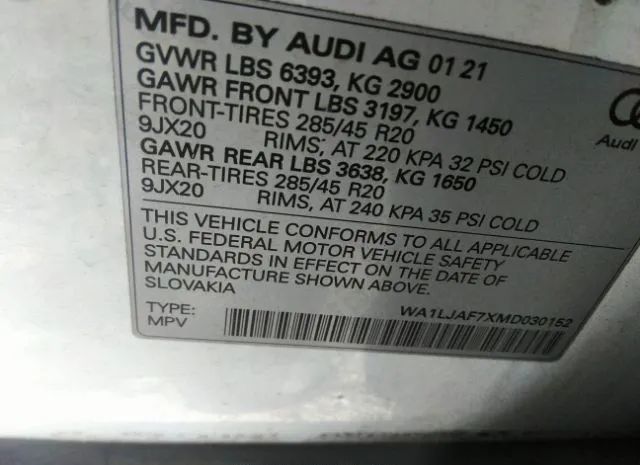 MFD. BY AUDI AG 01 21
GVWR LBS 6393, KG 2900
GAWR FRONT LBS 3197, KG 1450
FRONT-TIRES 285/45 R20
9JX20 RIMS, AT 220 KPA 32 PSI COLD
GAWR REAR LBS 3638, KG 1650
REAR-TIRES 285/45 R20
9JX20 RIMS, AT 240 KPA 35 PSI COLD
Audi
THIS VEHICLE CONFORMS TO ALL APPLICABLE
U.S. FEDERAL MOTOR VEHICLE SAFETY
STANDARDS IN EFFECT ON THE DATE OF
MANUFACTURE SHOWN ABOVE.
SLOVAKIA
WA1LJAF7XMD030152
TYPE:
MPV